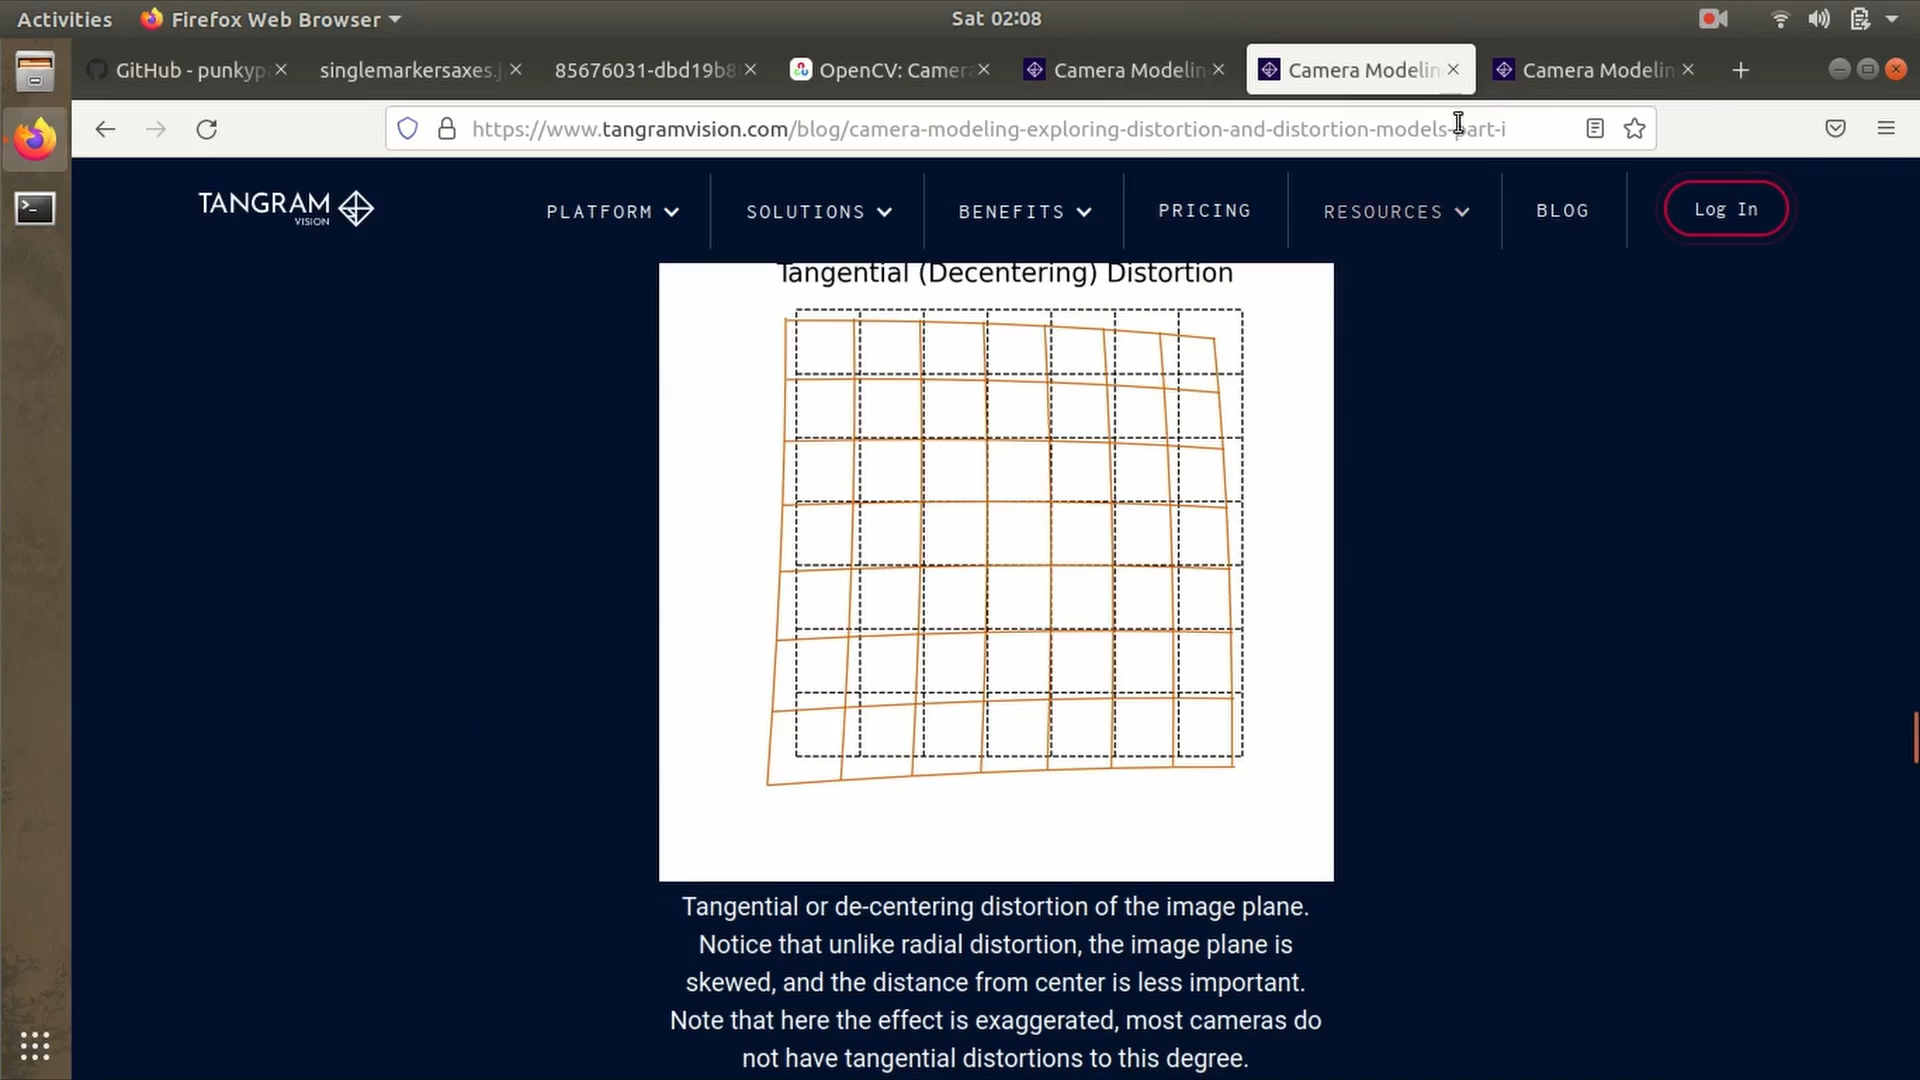 Activities
Firefox Web Browser
Sat 02:08
GitHub - punkyp
singlemarkersaxes.j
85676031-dbd19b8
OpenCV: Camera
Camera Modelin
Camera Modelin
Camera Modelin
https://www.tangramvision.com/blog/camera-modeling-exploring-distortion-and-distortion-models-part-i
TANGRAM
VISION
PLATFORM
SOLUTIONS
BENEFITS
PRICING
RESOURCES
BLOG
Log In
Tangential (Decentering) Distortion
Tangential or de-centering distortion of the image plane.
Notice that unlike radial distortion, the image plane is
skewed, and the distance from center is less important.
Note that here the effect is exaggerated, most cameras do
not have tangential distortions to this degree.